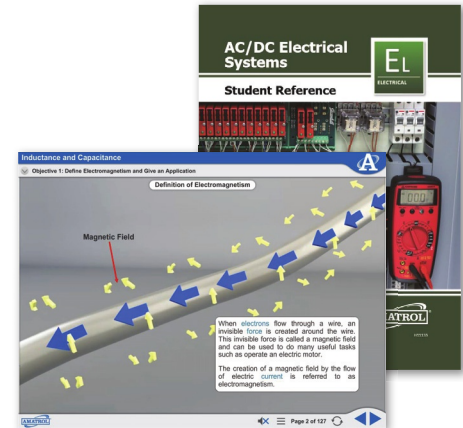 AC/DC Electrical
Systems
EL
ELECTRICAL
Student Reference
Inductance and Capacitance
Objective 1: Define Electromagnetism and Give an Application
A
Definition of Electromagnetism
Magnetic Field
When electrons flow through a wire, an
invisible force is created around the wire.
This invisible force is called a magnetic field
and can be used to do many useful tasks
such as operate an electric motor.
The creation of a magnetic field by the flow
of electric current is referred to as
electromagnetism.
AMATROL
Page 2 of 127